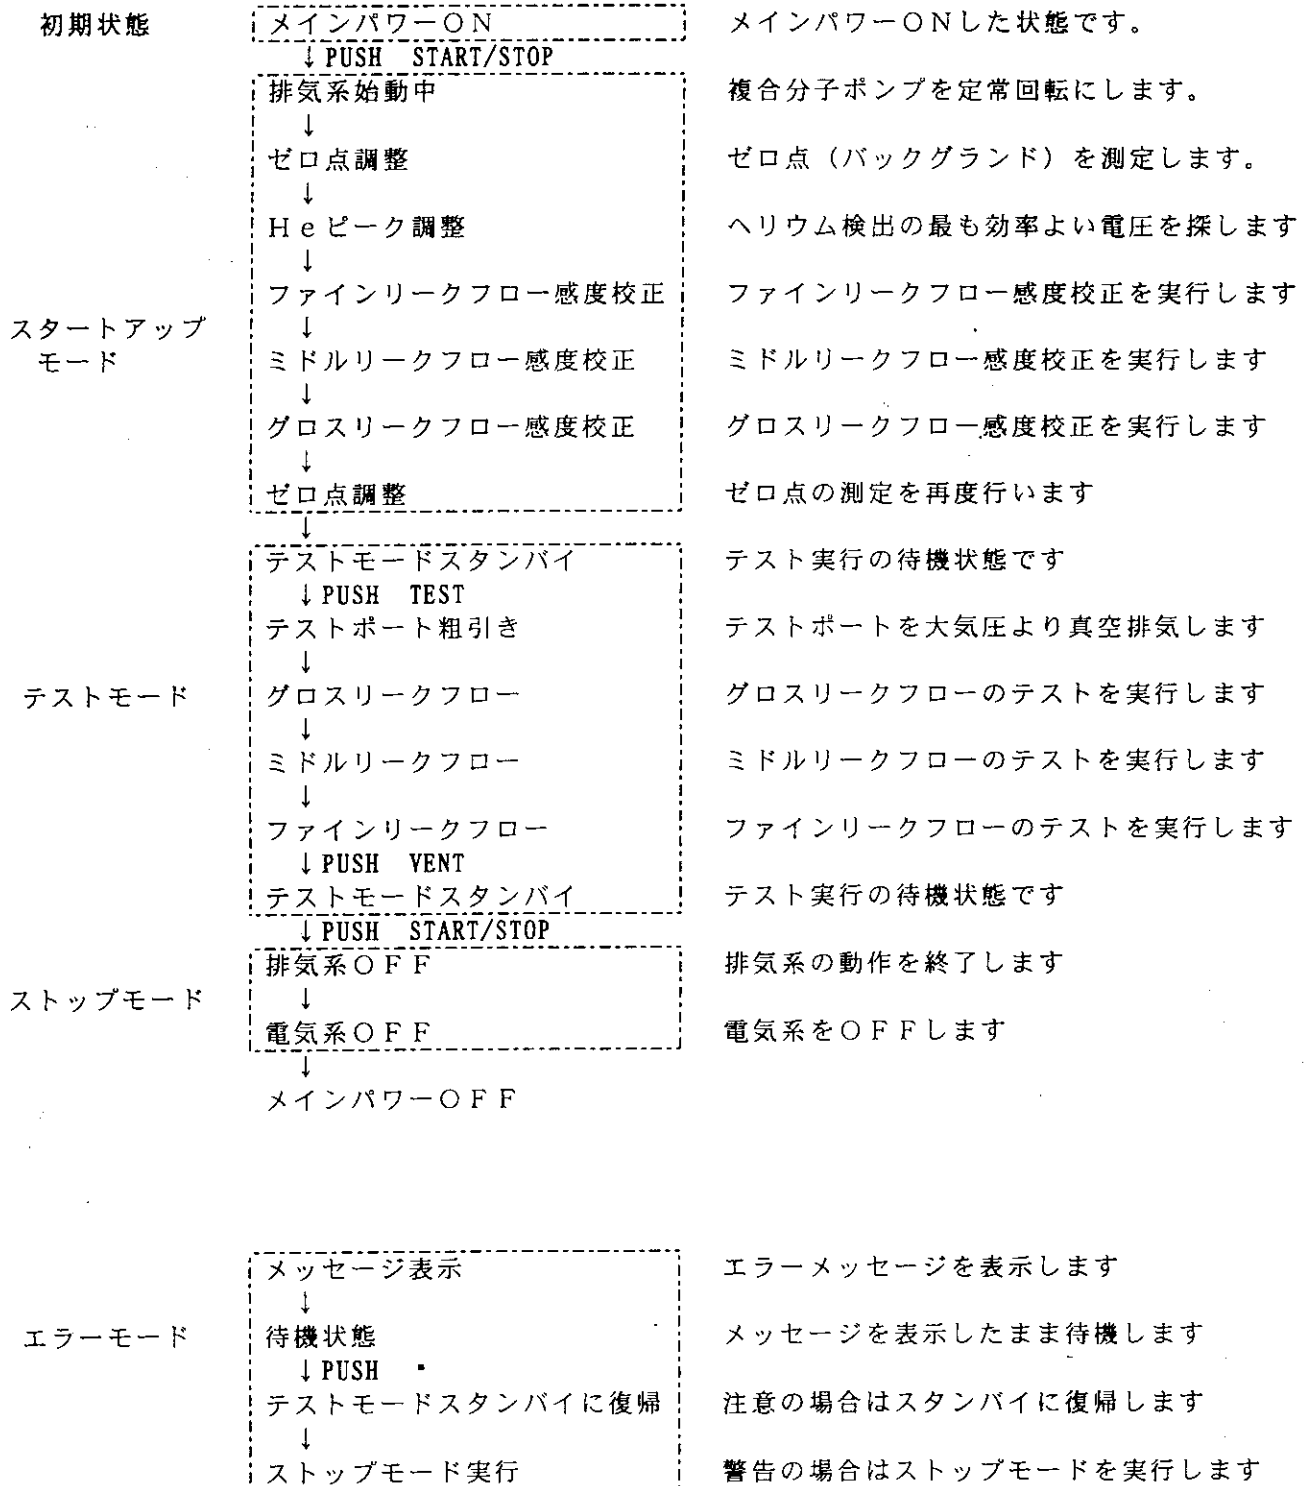 初期状態 メインパワーＯＮ メインパワーＯＮした状態です。
↓PUSH START/STOP
排気系始動中 複合分子ポンプを定常回転にします。
↓
ゼロ点調整 ゼロ点（バックグランド）を測定します。
↓
Ｈｅピーク調整 ヘリウム検出の最も効率よい電圧を探します
↓
ファインリークフロー感度校正 ファインリークフロー感度校正を実行します
スタートアップ ↓
モード ミドルリークフロー感度校正 ミドルリークフロー感度校正を実行します
↓
グロスリークフロー感度校正 グロスリークフロー感度校正を実行します
↓
ゼロ点調整 ゼロ点の測定を再度行います
↓
テストモードスタンバイ テスト実行の待機状態です
↓PUSH TEST
テストポート粗引き テストポートを大気圧より真空排気します
↓
テストモード グロスリークフロー グロスリークフローのテストを実行します
↓
ミドルリークフロー ミドルリークフローのテストを実行します
↓
ファインリークフロー ファインリークフローのテストを実行します
↓PUSH VENT
テストモードスタンバイ テスト実行の待機状態です
↓PUSH START/STOP
排気系ＯＦＦ 排気系の動作を終了します
ストップモード ↓
電気系ＯＦＦ 電気系をＯＦＦします
↓
メインパワーＯＦＦ
メッセージ表示 エラーメッセージを表示します
↓
エラーモード 待機状態 メッセージを表示したまま待機します
↓PUSH ▪
テストモードスタンバイに復帰 注意の場合はスタンバイに復帰します
↓
ストップモード実行 警告の場合はストップモードを実行します